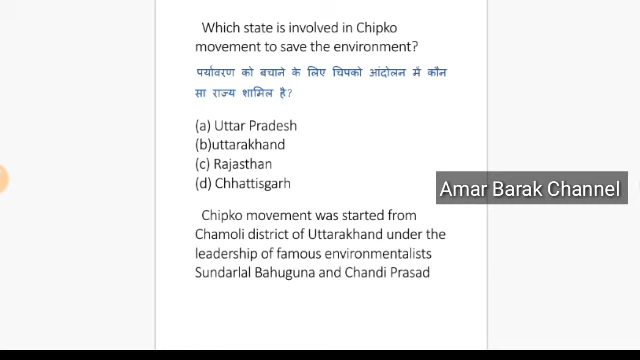 Which state is involved in Chipko
movement to save the environment?
पर्यावरण को बचाने के लिए चिपको आंदोलन में कौन
सा राज्य शामिल है?
(a) Uttar Pradesh
(b)uttarakhand
(c) Rajasthan
(d) Chhattisgarh
Amar Barak Channel
Chipko movement was started from
Chamoli district of Uttarakhand under the
leadership of famous environmentalists
Sundarlal Bahuguna and Chandi Prasad